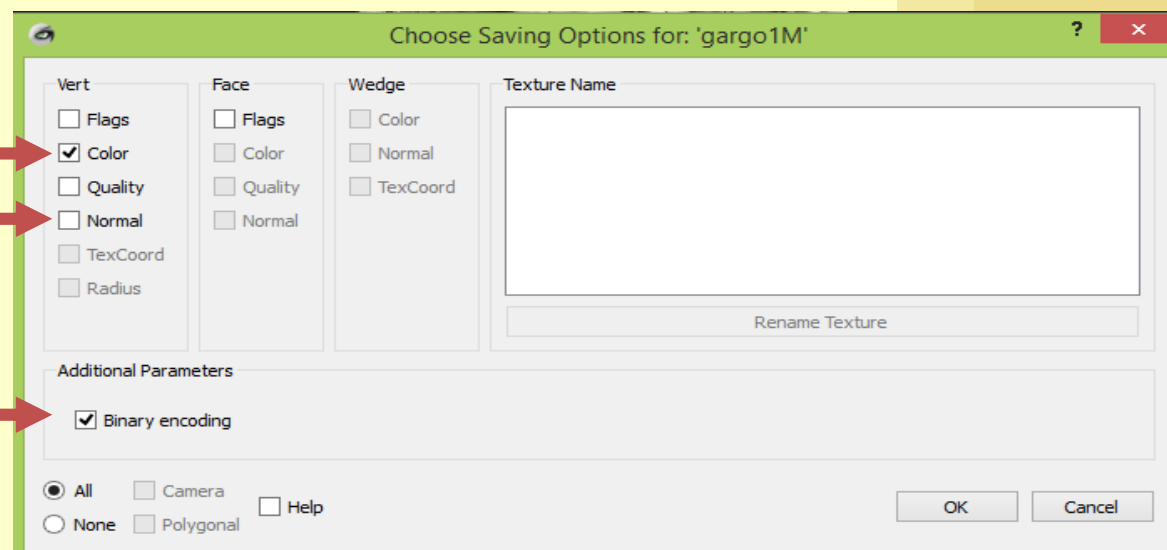 Choose Saving Options for: 'gargo1M'
?
×
Vert
Flags
Color
Quality
Normal
TexCoord
Radius
Face
Flags
Color
Quality
Normal
Wedge
Color
Normal
TexCoord
Texture Name
Rename Texture
Additional Parameters
Binary encoding
All
None
Camera
Polygonal
Help
OK
Cancel